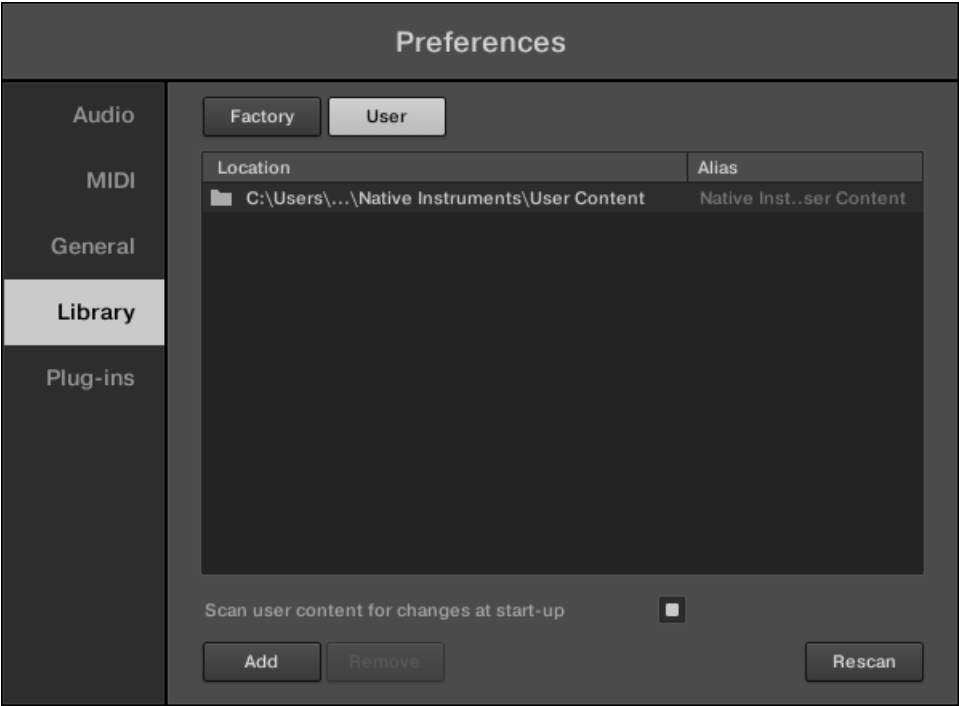 Preferences
Audio
MIDI
General
Library
Plug-ins
Factory
User
Location
Alias
C:\Users\...\Native Instruments\User Content
Native Inst..ser Content
Scan user content for changes at start-up
Add
Remove
Rescan